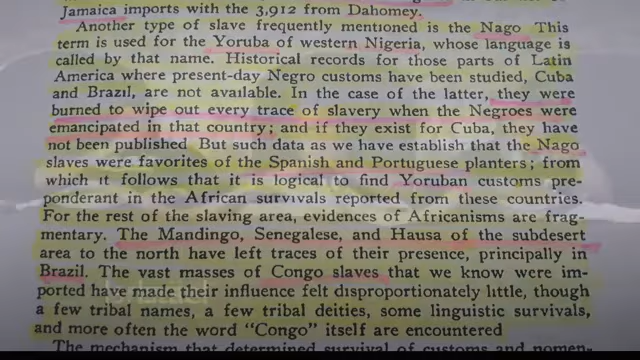 Jamaica imports with the 3,912 from Dahomey.
Another type of slave frequently mentioned is the Nago This
term is used for the Yoruba of western Nigeria, whose language is
called by that name. Historical records for those parts of Latin
America where present-day Negro customs have been studied, Cuba
and Brazil, are not available. In the case of the latter, they were
burned to wipe out every trace of slavery when the Negroes were
emancipated in that country; and if they exist for Cuba, they have
not been published But such data as we have establish that the Nago
slaves were favorites of the Spanish and Portuguese planters; from
which it follows that it is logical to find Yoruban customs pre-
ponderant in the African survivals reported from these countries.
For the rest of the slaving area, evidences of Africanisms are frag-
mentary. The Mandingo, Senegalese, and Hausa of the subdesert
area to the north have left traces of their presence, principally in
Brazil. The vast masses of Congo slaves that we know were im-
ported have made their influence felt disproportionately little, though
a few tribal names, a few tribal deities, some linguistic survivals,
and more often the word "Congo" itself are encountered
The mechanism that determined survival of customs and nomen-